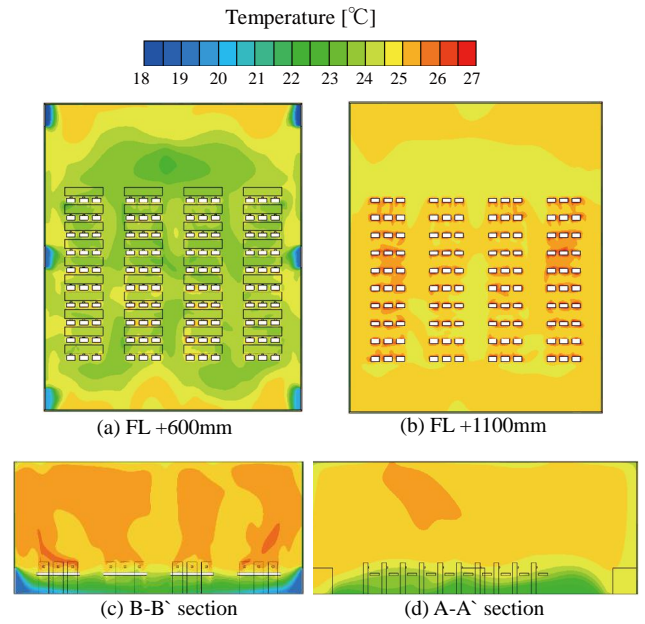 Temperature [℃]
18 19 20 21 22 23 24 25 26 27
(a) FL +600mm
(b) FL +1100mm
(c) B-B` section
(d) A-A` section